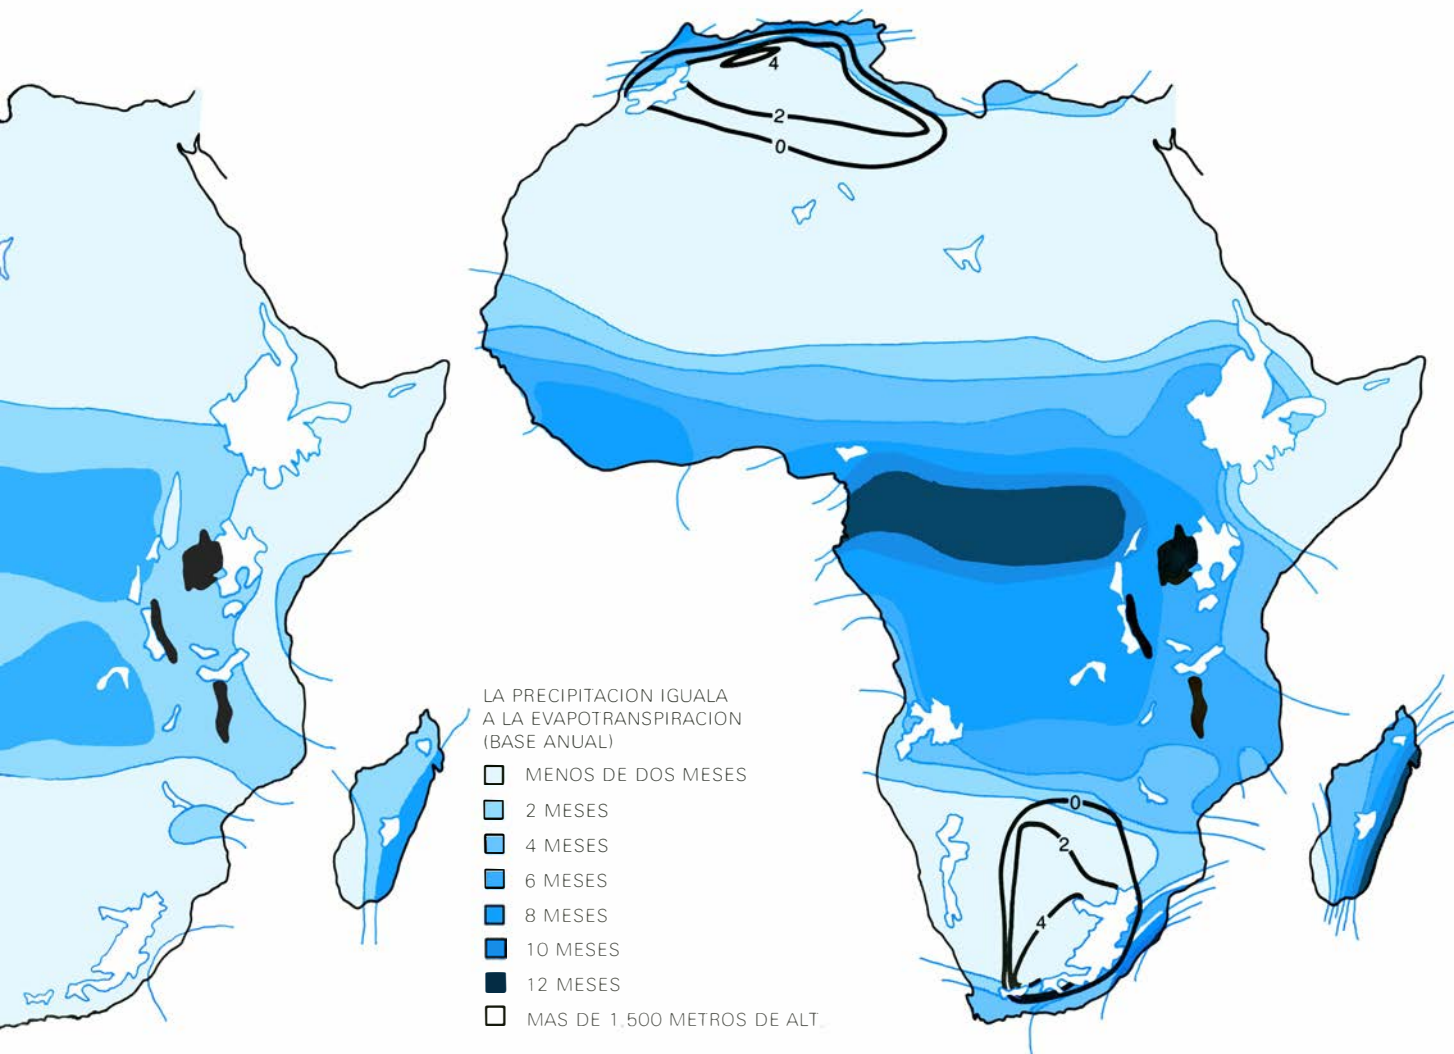 4
2
0
LA PRECIPITACION IGUALA
A LA EVAPOTRANSPIRACION
(BASE ANUAL)
MENOS DE DOS MESES
2 MESES
4 MESES
6 MESES
8 MESES
10 MESES
12 MESES
MAS DE 1.500 METROS DE ALT.
0
2
4